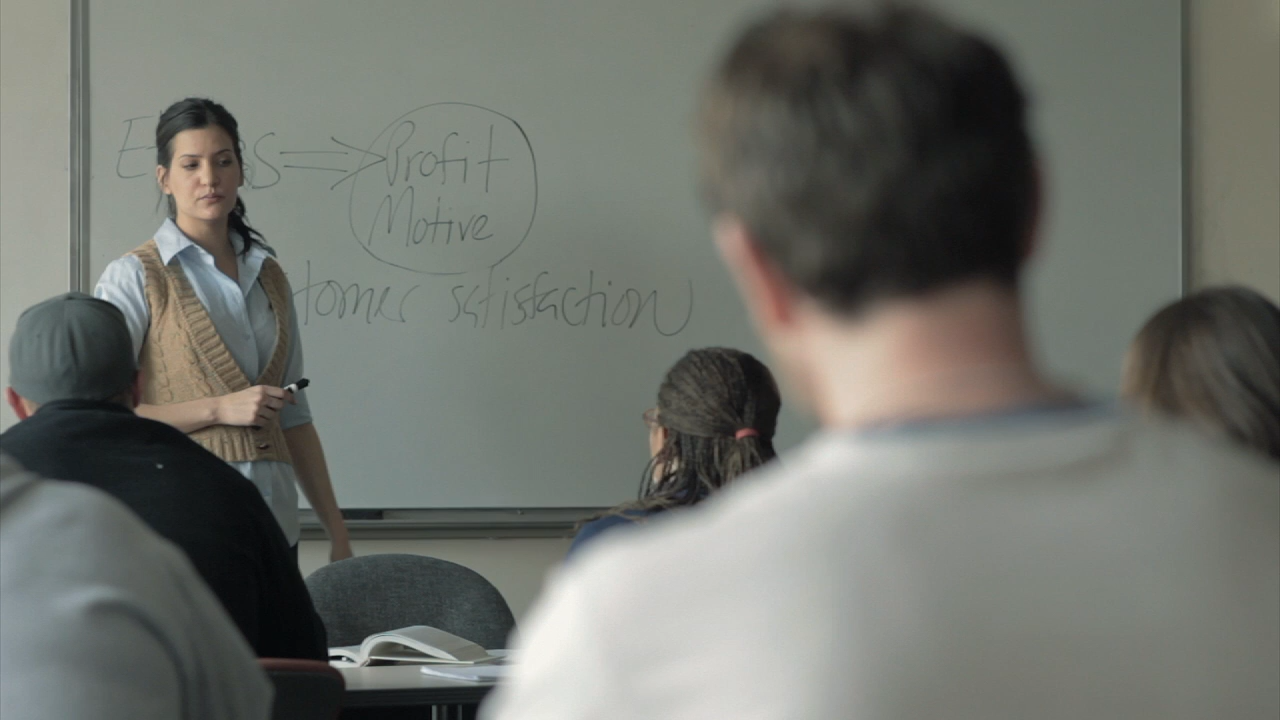 ⇒ Profit
Motive
satisfaction